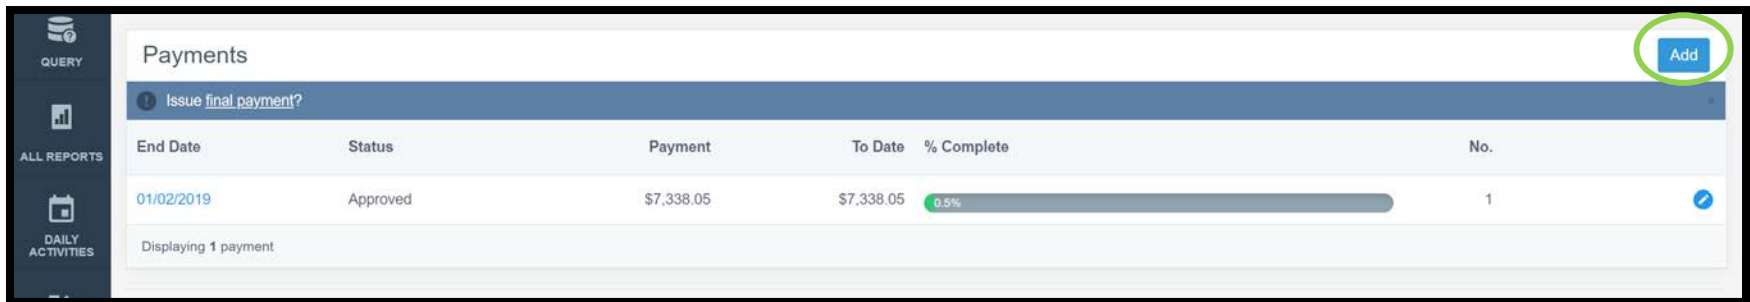 QUERY
ALL REPORTS
DAILY
ACTIVITIES
Payments
Add
Issue final payment?
End Date Status Payment To Date % Complete No.
01/02/2019 Approved $7,338.05 $7,338.05 0.5% 1
Displaying 1 payment